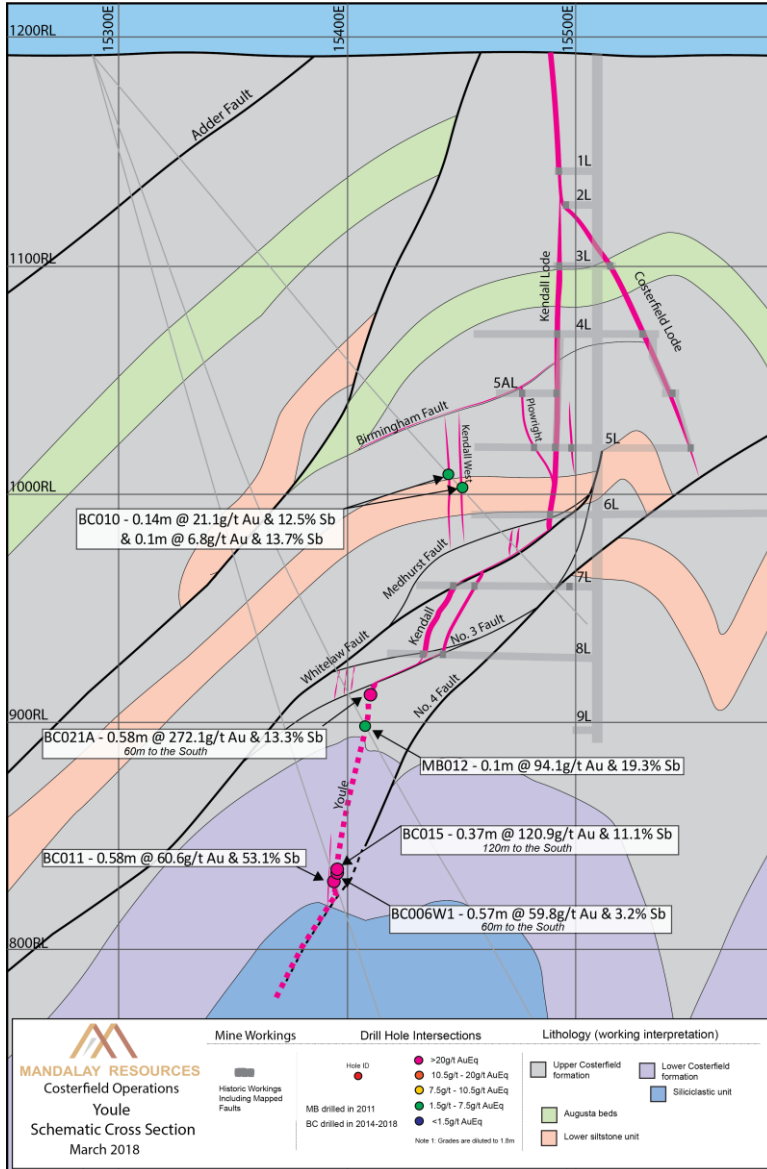 1200RL
15300E
15400E
15500E
Adder Fault
1L
2L
1100RL
3L
Kendall Lode
Costerfield Lode
4L
5AL
Birmingham Fault
Plowright
Kendall West
5L
1000RL
BC010 - 0.14m @ 21.1g/t Au & 12.5% Sb
& 0.1m @ 6.8g/t Au & 13.7% Sb
6L
Medhurst Fault
7L
Kendall
No. 3 Fault
8L
Whitelaw Fault
No. 4 Fault
900RL
9L
BC021A - 0.58m @ 272.1g/t Au & 13.3% Sb
60m to the South
MB012 - 0.1m @ 94.1g/t Au & 19.3% Sb
Youle
BC015 - 0.37m @ 120.9g/t Au & 11.1% Sb
120m to the South
BC011 - 0.58m @ 60.6g/t Au & 53.1% Sb
BC006W1 - 0.57m @ 59.8g/t Au & 3.2% Sb
60m to the South
800RL
MANDALAY RESOURCES
Costerfield Operations
Youle
Schematic Cross Section
March 2018
Mine Workings
Historic Workings
Including Mapped
Faults
Drill Hole Intersections
Hole ID
MB drilled in 2011
BC drilled in 2014-2018
>20g/t AuEq
10.5g/t - 20g/t AuEq
7.5g/t - 10.5g/t AuEq
1.5g/t - 7.5g/t AuEq
<1.5g/t AuEq
Note 1: Grades are diluted to 1.8m
Lithology (working interpretation)
Upper Costerfield
formation
Lower Costerfield
formation
Siliciclastic unit
Augusta beds
Lower siltstone unit